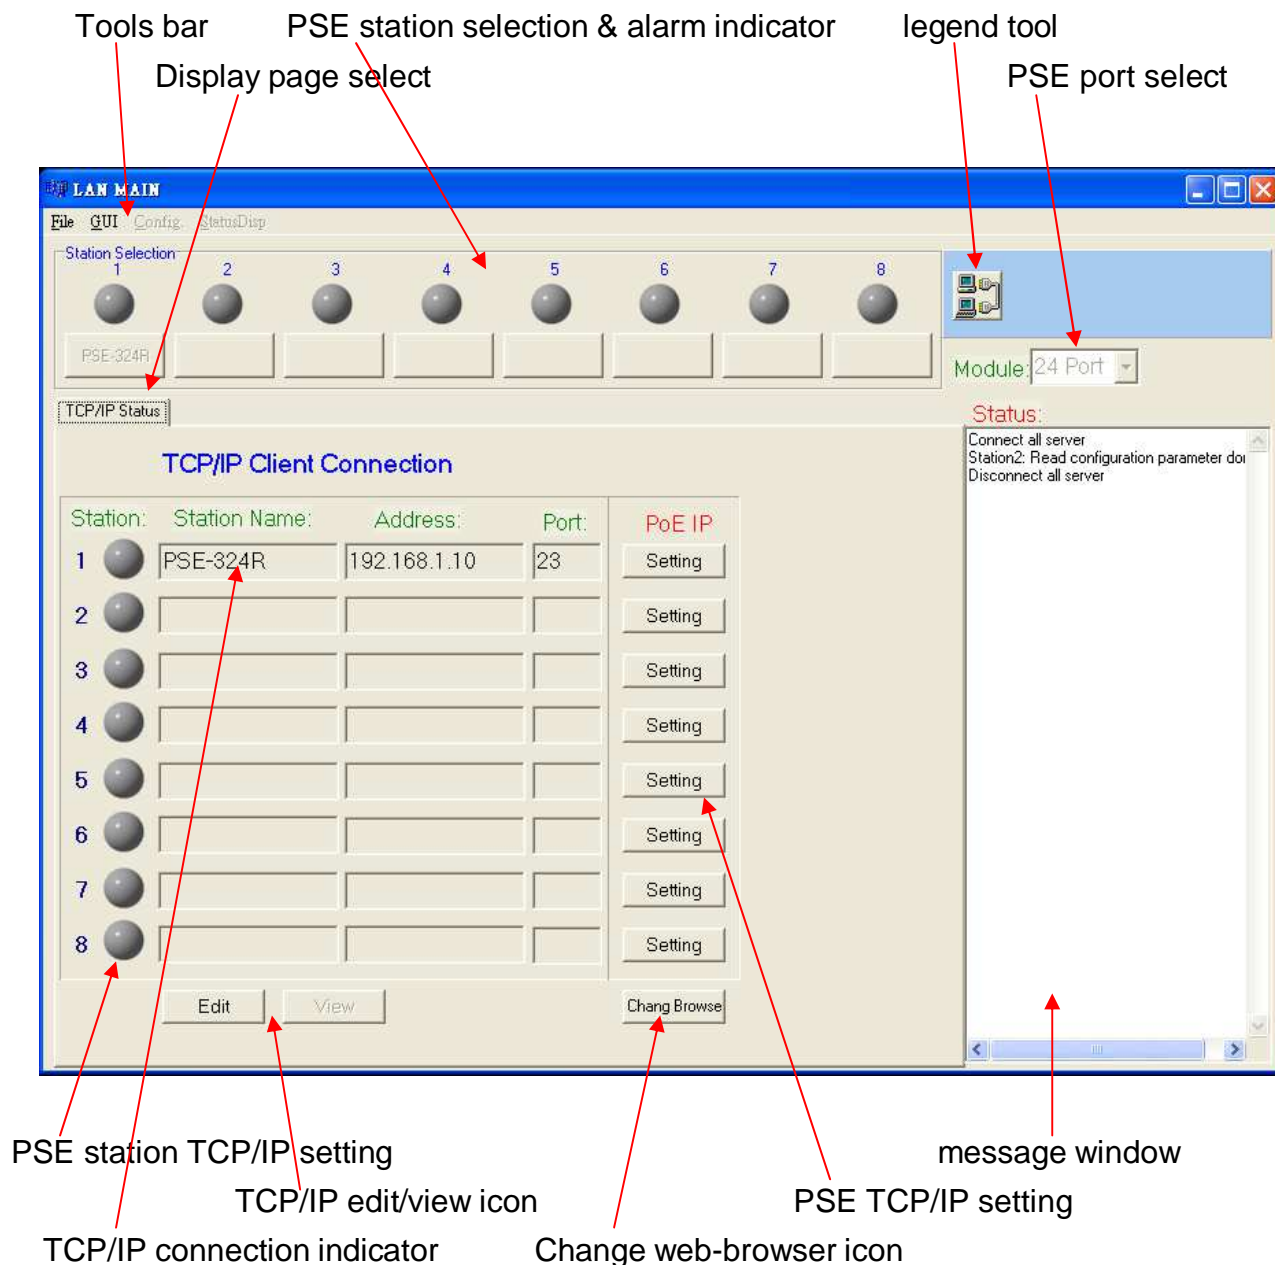 Tools bar PSE station selection & alarm indicator legend tool
Display page select PSE port select
LAN MAIN
File GUI Config. StatusDisp
Station Selection
1 2 3 4 5 6 7 8
PSE-324R
Module: 24 Port
TCP/IP Status
Status:
Connect all server
Station2: Read configuration parameter dor
Disconnect all server
TCP/IP Client Connection
Station: Station Name: Address: Port: PoE IP
1 PSE-324R 192.168.1.10 23 Setting
2 Setting
3 Setting
4 Setting
5 Setting
6 Setting
7 Setting
8 Setting
Edit View Chang Browse
PSE station TCP/IP setting message window
TCP/IP edit/view icon PSE TCP/IP setting
TCP/IP connection indicator Change web-browser icon